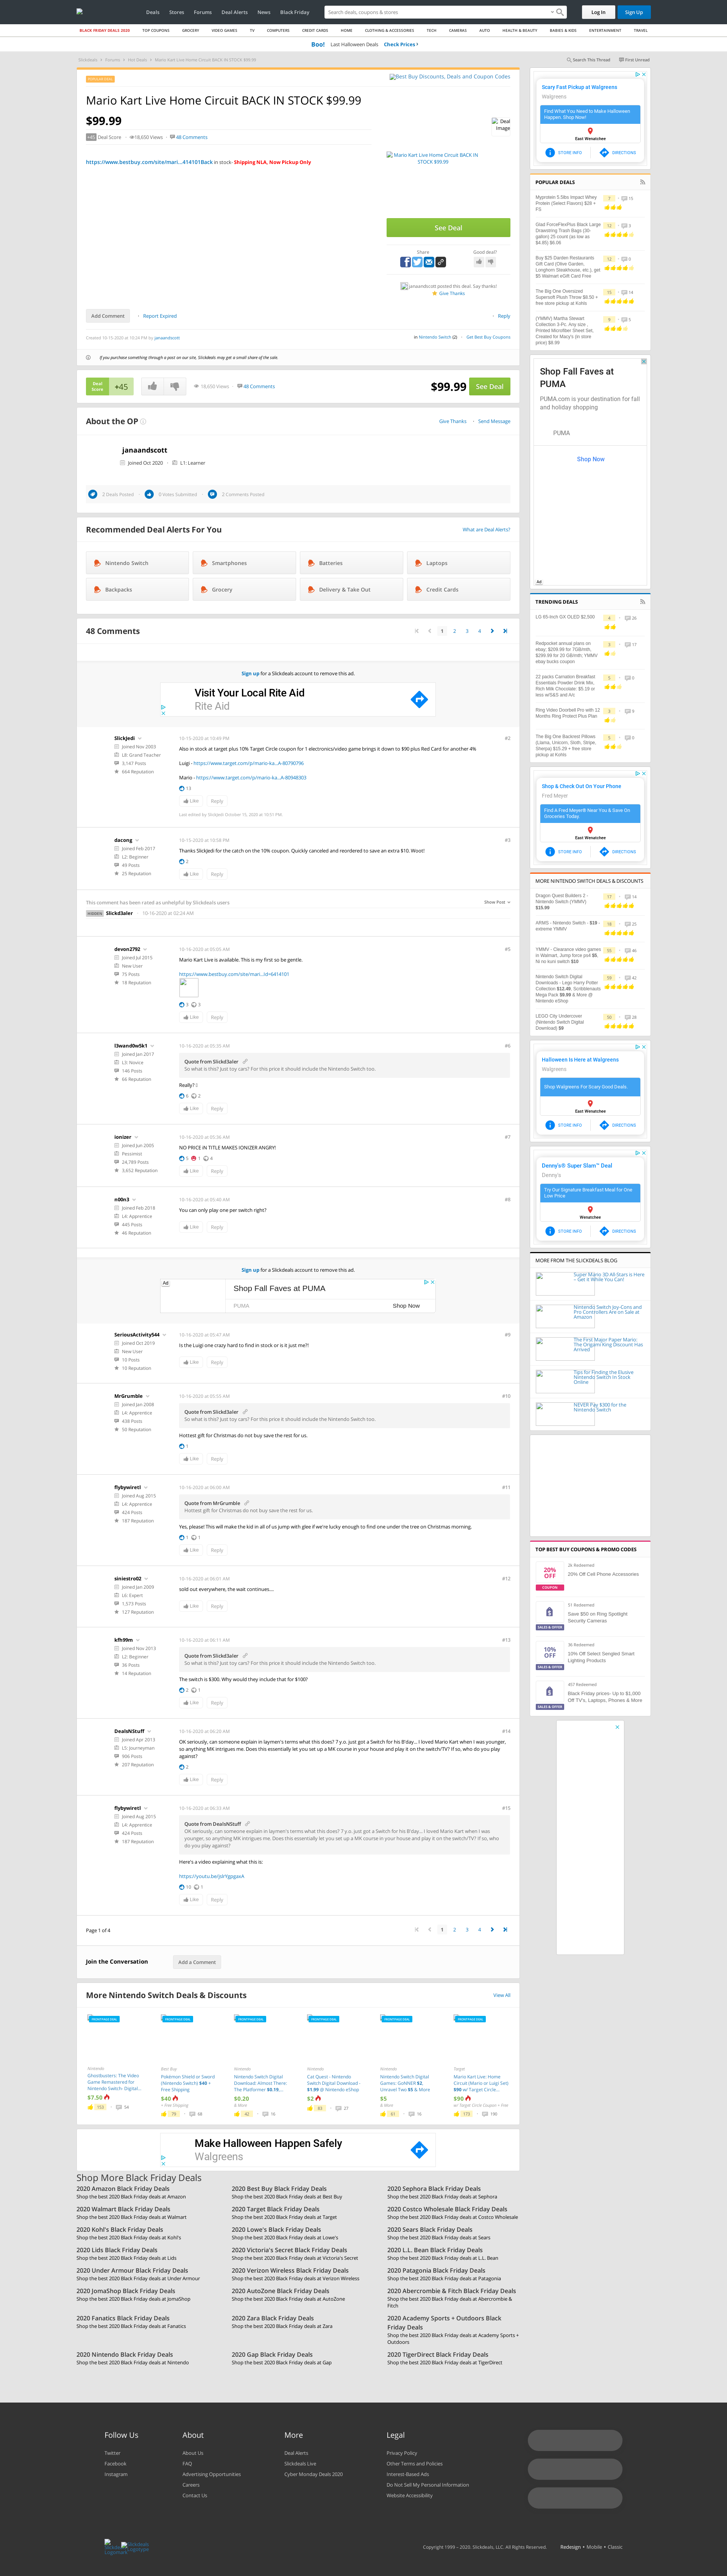 Deals Stores Forums Deal Alerts News Black Friday
Search deals, coupons & stores
Log In Sign Up
BLACK FRIDAY DEALS 2020 TOP COUPONS GROCERY VIDEO GAMES TV COMPUTERS CREDIT CARDS HOME CLOTHING & ACCESSORIES TECH CAMERAS AUTO HEALTH & BEAUTY BABIES & KIDS ENTERTAINMENT TRAVEL
Boo! Last Halloween Deals Check Prices ›
Slickdeals Forums Hot Deals Mario Kart Live Home Circuit BACK IN STOCK $99.99
Search This Thread First Unread
Best Buy Discounts, Deals and Coupon Codes
Mario Kart Live Home Circuit BACK IN STOCK $99.99
$99.99
+45 Deal Score 18,650 Views 48 Comments
Deal Image
https://www.bestbuy.com/site/mari...414101Back in stock- Shipping NLA, Now Pickup Only
Mario Kart Live Home Circuit BACK IN STOCK $99.99
See Deal
Share Good deal?
janaandscott posted this deal. Say thanks!
Give Thanks
Add Comment Report Expired Reply
Created 10-15-2020 at 10:24 PM by janaandscott
in Nintendo Switch (2) Get Best Buy Coupons
If you purchase something through a post on our site, Slickdeals may get a small share of the sale.
Deal Score +45 18,650 Views 48 Comments $99.99 See Deal
About the OP
Give Thanks Send Message
janaandscott
Joined Oct 2020 L1: Learner
2 Deals Posted 0 Votes Submitted 2 Comments Posted
Recommended Deal Alerts For You
What are Deal Alerts?
Nintendo Switch Smartphones Batteries Laptops
Backpacks Grocery Delivery & Take Out Credit Cards
48 Comments
1 2 3 4
Sign up for a Slickdeals account to remove this ad.
Visit Your Local Rite Aid
Rite Aid
SlickJedi
Joined Nov 2003
L8: Grand Teacher
3,147 Posts
664 Reputation
10-15-2020 at 10:49 PM #2
Also in stock at target plus 10% Target Circle coupon for 1 electronics/video game brings it down to $90 plus Red Card for another 4%
Luigi - https://www.target.com/p/mario-ka...A-80790796
Mario - https://www.target.com/p/mario-ka...A-80948303
13
Like Reply
Last edited by SlickJedi October 15, 2020 at 10:51 PM.
dacong
Joined Feb 2017
L2: Beginner
49 Posts
25 Reputation
10-15-2020 at 10:58 PM #3
Thanks SlickJedi for the catch on the 10% coupon. Quickly cancelled and reordered to save an extra $10. Woot!
2
Like Reply
This comment has been rated as unhelpful by Slickdeals users
Show Post
HIDDEN Slickd3aler 10-16-2020 at 02:24 AM
devon2792
Joined Jul 2015
New User
75 Posts
18 Reputation
10-16-2020 at 05:05 AM #5
Mario Kart Live is available. This is my first so be gentle.
https://www.bestbuy.com/site/mari...Id=6414101
3 3
Like Reply
l3wand0w5k1
Joined Jan 2017
L3: Novice
146 Posts
66 Reputation
10-16-2020 at 05:35 AM #6
Quote from Slickd3aler
So what is this? Just toy cars? For this price it should include the Nintendo Switch too.
Really? :|
6 2
Like Reply
ionizer
Joined Jun 2005
Pessimist
24,789 Posts
3,652 Reputation
10-16-2020 at 05:36 AM #7
NO PRICE IN TITLE MAKES IONIZER ANGRY!
5 1 4
Like Reply
n00n3
Joined Feb 2018
L4: Apprentice
445 Posts
46 Reputation
10-16-2020 at 05:40 AM #8
You can play only one per switch right?
Like Reply
Sign up for a Slickdeals account to remove this ad.
Ad
Shop Fall Faves at PUMA
PUMA Shop Now
SeriousActivity544
Joined Oct 2019
New User
10 Posts
10 Reputation
10-16-2020 at 05:47 AM #9
Is the Luigi one crazy hard to find in stock or is it just me?!
Like Reply
MrGrumble
Joined Jan 2008
L4: Apprentice
438 Posts
50 Reputation
10-16-2020 at 05:55 AM #10
Quote from Slickd3aler
So what is this? Just toy cars? For this price it should include the Nintendo Switch too.
Hottest gift for Christmas do not buy save the rest for us.
1
Like Reply
flybywiretl
Joined Aug 2015
L4: Apprentice
424 Posts
187 Reputation
10-16-2020 at 06:00 AM #11
Quote from MrGrumble
Hottest gift for Christmas do not buy save the rest for us.
Yes, please! This will make the kid in all of us jump with glee if we're lucky enough to find one under the tree on Christmas morning.
1 1
Like Reply
siniestro02
Joined Jan 2009
L6: Expert
1,573 Posts
127 Reputation
10-16-2020 at 06:01 AM #12
sold out everywhere, the wait continues....
Like Reply
kfh99m
Joined Nov 2013
L2: Beginner
36 Posts
14 Reputation
10-16-2020 at 06:11 AM #13
Quote from Slickd3aler
So what is this? Just toy cars? For this price it should include the Nintendo Switch too.
The switch is $300. Why would they include that for $100?
2 1
Like Reply
DealsNStuff
Joined Apr 2013
L5: Journeyman
906 Posts
207 Reputation
10-16-2020 at 06:20 AM #14
OK seriously, can someone explain in laymen's terms what this does? 7 y.o. just got a Switch for his B'day... I loved Mario Kart when I was younger, so anything MK intrigues me. Does this essentially let you set up a MK course in your house and play it on the switch/TV? If so, who do you play against?
2
Like Reply
flybywiretl
Joined Aug 2015
L4: Apprentice
424 Posts
187 Reputation
10-16-2020 at 06:33 AM #15
Quote from DealsNStuff
OK seriously, can someone explain in laymen's terms what this does? 7 y.o. just got a Switch for his B'day... I loved Mario Kart when I was younger, so anything MK intrigues me. Does this essentially let you set up a MK course in your house and play it on the switch/TV? If so, who do you play against?
Here's a video explaining what this is:
10 1
Like Reply
Page 1 of 4
1 2 3 4
Join the Conversation Add a Comment
More Nintendo Switch Deals & Discounts View All
Nintendo
Ghostbusters: The Video Game Remastered for Nintendo Switch- Digital...
$7.50
155 54
Best Buy
Pokémon Shield or Sword (Nintendo Switch) $40 + Free Shipping
$40
+ Free Shipping
79 68
Nintendo
Nintendo Switch Digital Download: Almost There: The Platformer $0.19,...
$0.20
& More
42 16
Nintendo
Cat Quest - Nintendo Switch Digital Download - $1.99 @ Nintendo eShop
$2
83 27
Nintendo
Nintendo Switch Digital Games: GoNNER $2, Unravel Two $5 & More
$5
& More
61 16
Target
Mario Kart Live: Home Circuit (Mario or Luigi Set) $90 w/ Target Circle...
$90
w/ Target Circle Coupon + Free
173 190
Make Halloween Happen Safely
Walgreens
Shop More Black Friday Deals
2020 Amazon Black Friday Deals
Shop the best 2020 Black Friday deals at Amazon
2020 Best Buy Black Friday Deals
Shop the best 2020 Black Friday deals at Best Buy
2020 Sephora Black Friday Deals
Shop the best 2020 Black Friday deals at Sephora
2020 Walmart Black Friday Deals
Shop the best 2020 Black Friday deals at Walmart
2020 Target Black Friday Deals
Shop the best 2020 Black Friday deals at Target
2020 Costco Wholesale Black Friday Deals
Shop the best 2020 Black Friday deals at Costco Wholesale
2020 Kohl's Black Friday Deals
Shop the best 2020 Black Friday deals at Kohl's
2020 Lowe's Black Friday Deals
Shop the best 2020 Black Friday deals at Lowe's
2020 Sears Black Friday Deals
Shop the best 2020 Black Friday deals at Sears
2020 Lids Black Friday Deals
Shop the best 2020 Black Friday deals at Lids
2020 Victoria's Secret Black Friday Deals
Shop the best 2020 Black Friday deals at Victoria's Secret
2020 L.L. Bean Black Friday Deals
Shop the best 2020 Black Friday deals at L.L. Bean
2020 Under Armour Black Friday Deals
Shop the best 2020 Black Friday deals at Under Armour
2020 Verizon Wireless Black Friday Deals
Shop the best 2020 Black Friday deals at Verizon Wireless
2020 Patagonia Black Friday Deals
Shop the best 2020 Black Friday deals at Patagonia
2020 JomaShop Black Friday Deals
Shop the best 2020 Black Friday deals at JomaShop
2020 AutoZone Black Friday Deals
Shop the best 2020 Black Friday deals at AutoZone
2020 Abercrombie & Fitch Black Friday Deals
Shop the best 2020 Black Friday deals at Abercrombie & Fitch
2020 Fanatics Black Friday Deals
Shop the best 2020 Black Friday deals at Fanatics
2020 Zara Black Friday Deals
Shop the best 2020 Black Friday deals at Zara
2020 Academy Sports + Outdoors Black Friday Deals
Shop the best 2020 Black Friday deals at Academy Sports + Outdoors
2020 Nintendo Black Friday Deals
Shop the best 2020 Black Friday deals at Nintendo
2020 Gap Black Friday Deals
Shop the best 2020 Black Friday deals at Gap
2020 TigerDirect Black Friday Deals
Shop the best 2020 Black Friday deals at TigerDirect
Scary Fast Pickup at Walgreens
Walgreens
Find What You Need to Make Halloween Happen, Shop Now!
East Wenatchee
STORE INFO DIRECTIONS
POPULAR DEALS
Myprotein 5.5lbs Impact Whey Protein (Select Flavors) $26 + FS
7 15
Glad ForceFlexPlus Black Large Drawstring Trash Bags (30-gallon) 25 count (as low as $4.85) $6.06
12 3
Buy $25 Darden Restaurants Gift Card (Olive Garden, Longhorn Steakhouse, etc.), get $5 Walmart eGift Card Free
12 0
The Big One Oversized Supersoft Plush Throw $8.50 + free store pickup at Kohls
10 14
(YMMV) Martha Stewart Collection 3-Pc. Any size Printed Microfiber Sheet Set, Created for Macy's (in store price) $8.99
9 5
Shop Fall Faves at PUMA
PUMA.com is your destination for fall and holiday shopping
PUMA
Shop Now
Ad
TRENDING DEALS
LG 65-Inch GX OLED $2,500
4 26
Redpocket annual plans on ebay, $209.99 for 7GB/mth, $299.99 for 20 GB/mth, YMMV ebay bucks coupon
3 17
22 packs Carnation Breakfast Essentials Powder Drink Mix, Rich Milk Chocolate: $5.19 or less w/S&S and A/c
5 0
Ring Video Doorbell Pro with 12 Months Ring Protect Plus Plan
3 9
The Big One Backrest Pillows (Llama, Unicorn, Sloth, Stripe, Sherpa) $15.28 + free store pickup at Kohls
5 0
Shop & Check Out On Your Phone
Fred Meyer
Find A Fred Meyer® Near You & Save On Groceries Today
East Wenatchee
STORE INFO DIRECTIONS
MORE NINTENDO SWITCH DEALS & DISCOUNTS
Dragon Quest Builders 2 - Nintendo Switch (YMMV) $15.99
17 14
ARMS - Nintendo Switch - $19 - extreme YMMV
18 23
YMMV - Clearance video games in Walmart, Jump force ps4 $5, Ni no kuni switch $10
52 46
Nintendo Switch Digital Downloads - Lego Harry Potter Collection $12.49, Scribblenauts Mega Pack $9.99 & More @ Nintendo eShop
59 42
LEGO City Undercover (Nintendo Switch Digital Download) $8
50 28
Halloween is Here at Walgreens
Walgreens
Shop Walgreens For Scary Good Deals
East Wenatchee
STORE INFO DIRECTIONS
Denny's® Super Slam™ Deal
Denny's
Try Our Signature Breakfast Meal for One Low Price
Wenatchee
STORE INFO DIRECTIONS
MORE FROM THE SLICKDEALS BLOG
Super Mario 3D All Stars is Here – Get it While You Can!
Nintendo Switch Joy-Cons and Pro Controllers Are on Sale at Amazon
The First Major Paper Mario: The Origami King Discount Has Arrived
Tips for Finding the Elusive Nintendo Switch In Stock Online
NEVER Pay $300 for the Nintendo Switch
TOP BEST BUY COUPONS & PROMO CODES
20% OFF COUPON
2k Redeemed
20% Off Cell Phone Accessories
SALES & OFFER
51 Redeemed
Save $50 on Ring Spotlight Security Cameras
10% OFF SALES & OFFER
36 Redeemed
10% Off Select Sengled Smart Lighting Products
SALES & OFFER
457 Redeemed
Black Friday prices- Up to $1,000 Off TV's, Laptops, Phones & More
Follow Us
Twitter
Facebook
Instagram
About
About Us
FAQ
Advertising Opportunities
Careers
Contact Us
More
Deal Alerts
Slickdeals Live
Cyber Monday Deals 2020
Legal
Privacy Policy
Other Terms and Policies
Interest-Based Ads
Do Not Sell My Personal Information
Website Accessibility
Copyright 1999 - 2020. Slickdeals, LLC. All Rights Reserved. Redesign • Mobile • Classic